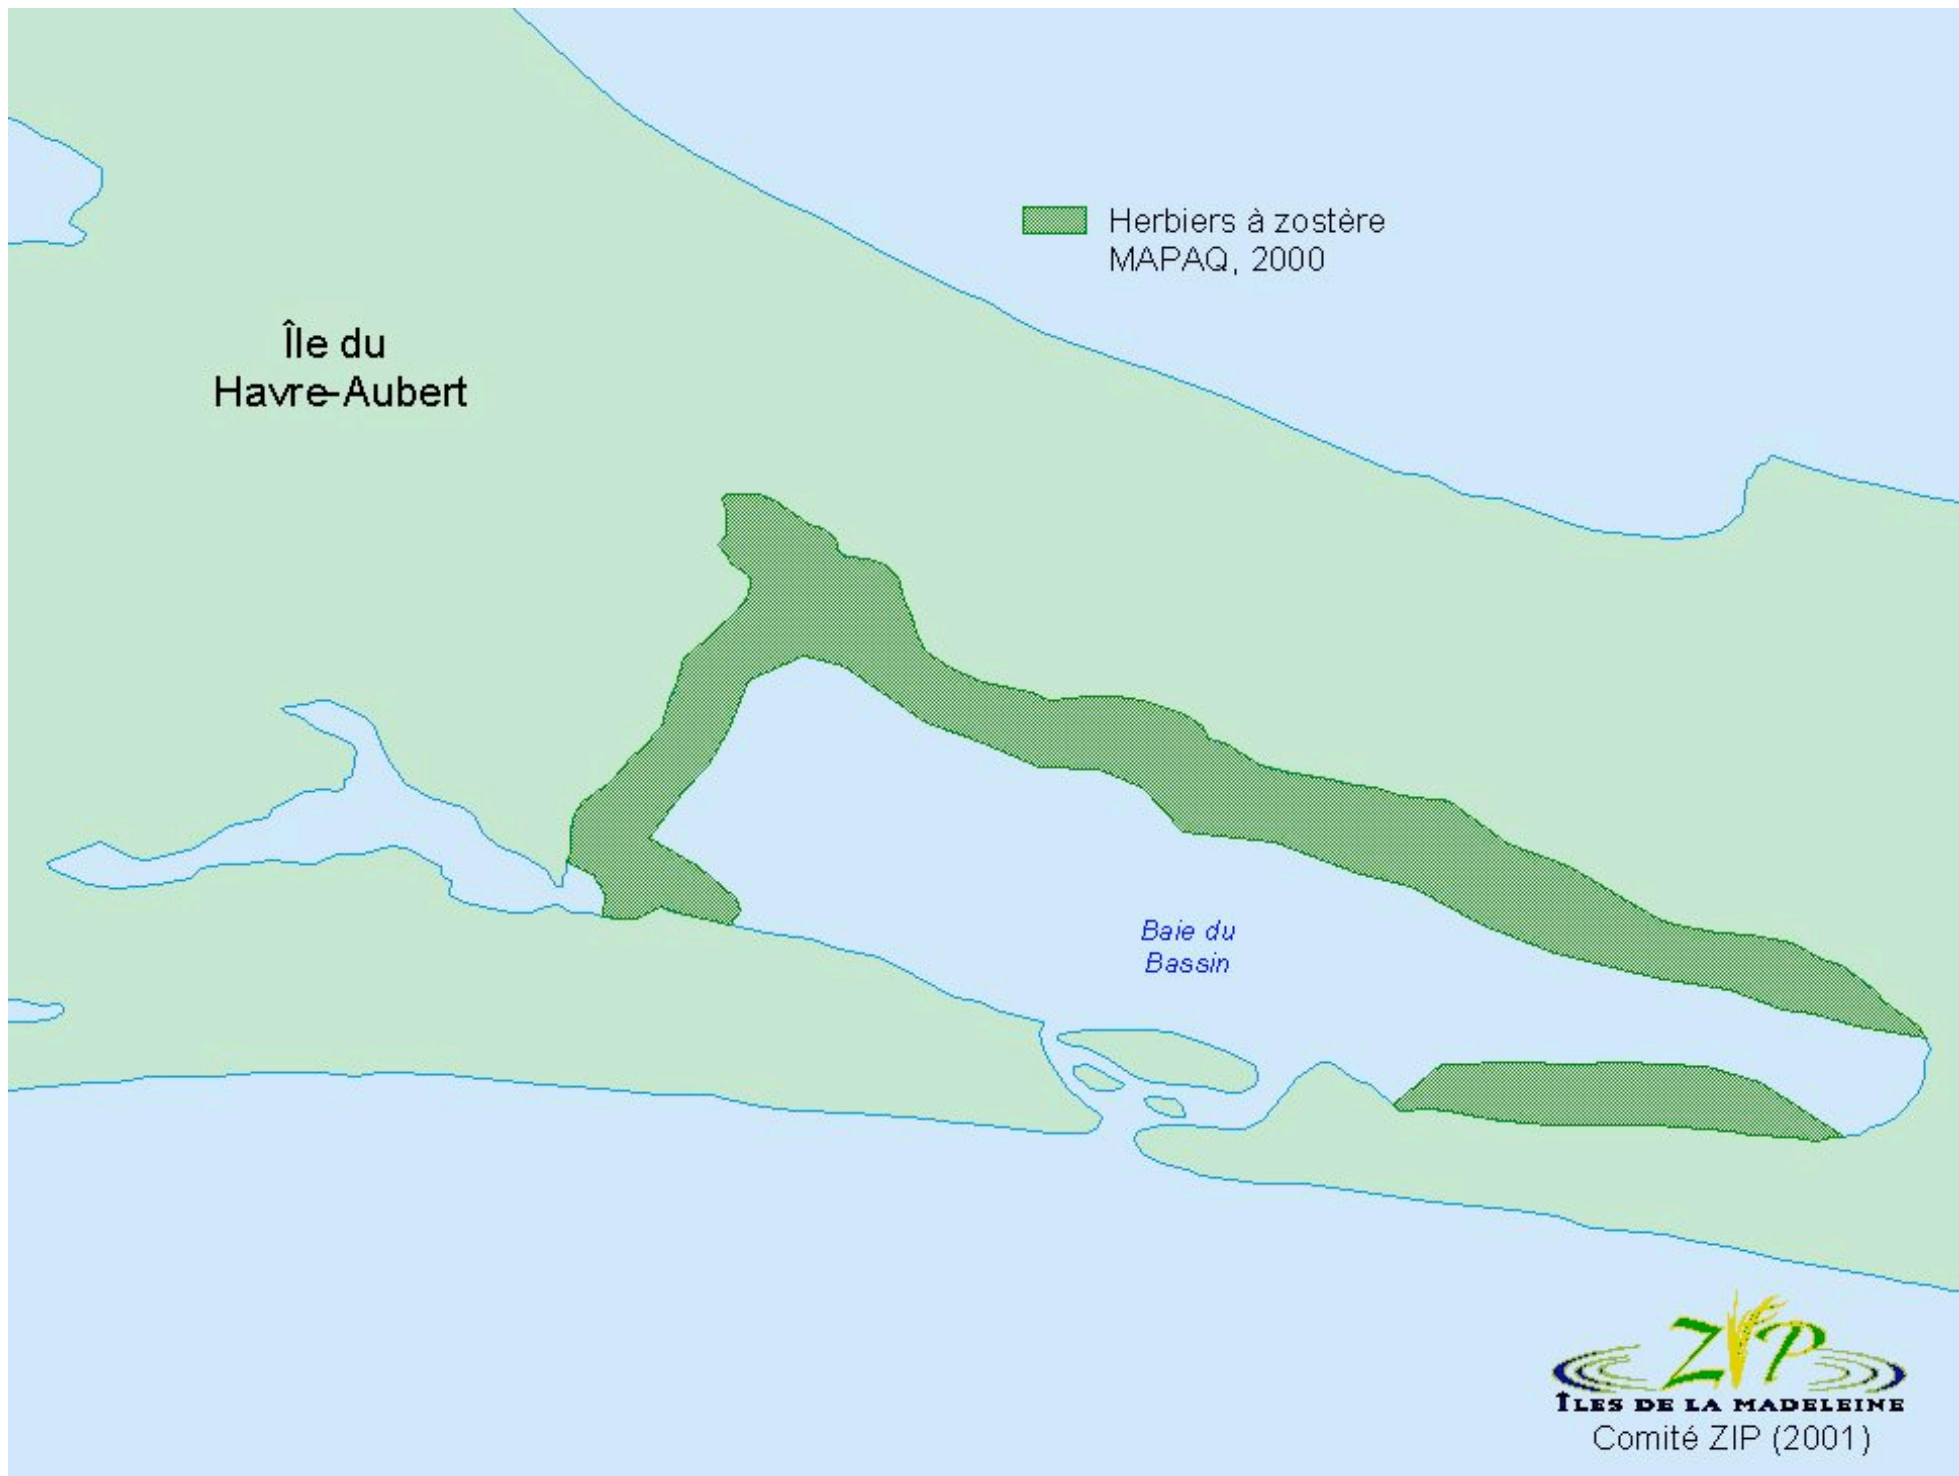 Herbiers à zostère
MAPAQ, 2000
Île du
Havre-Aubert
Baie du
Bassin
ZIP
ÎLES DE LA MADELEINE
Comité ZIP (2001)